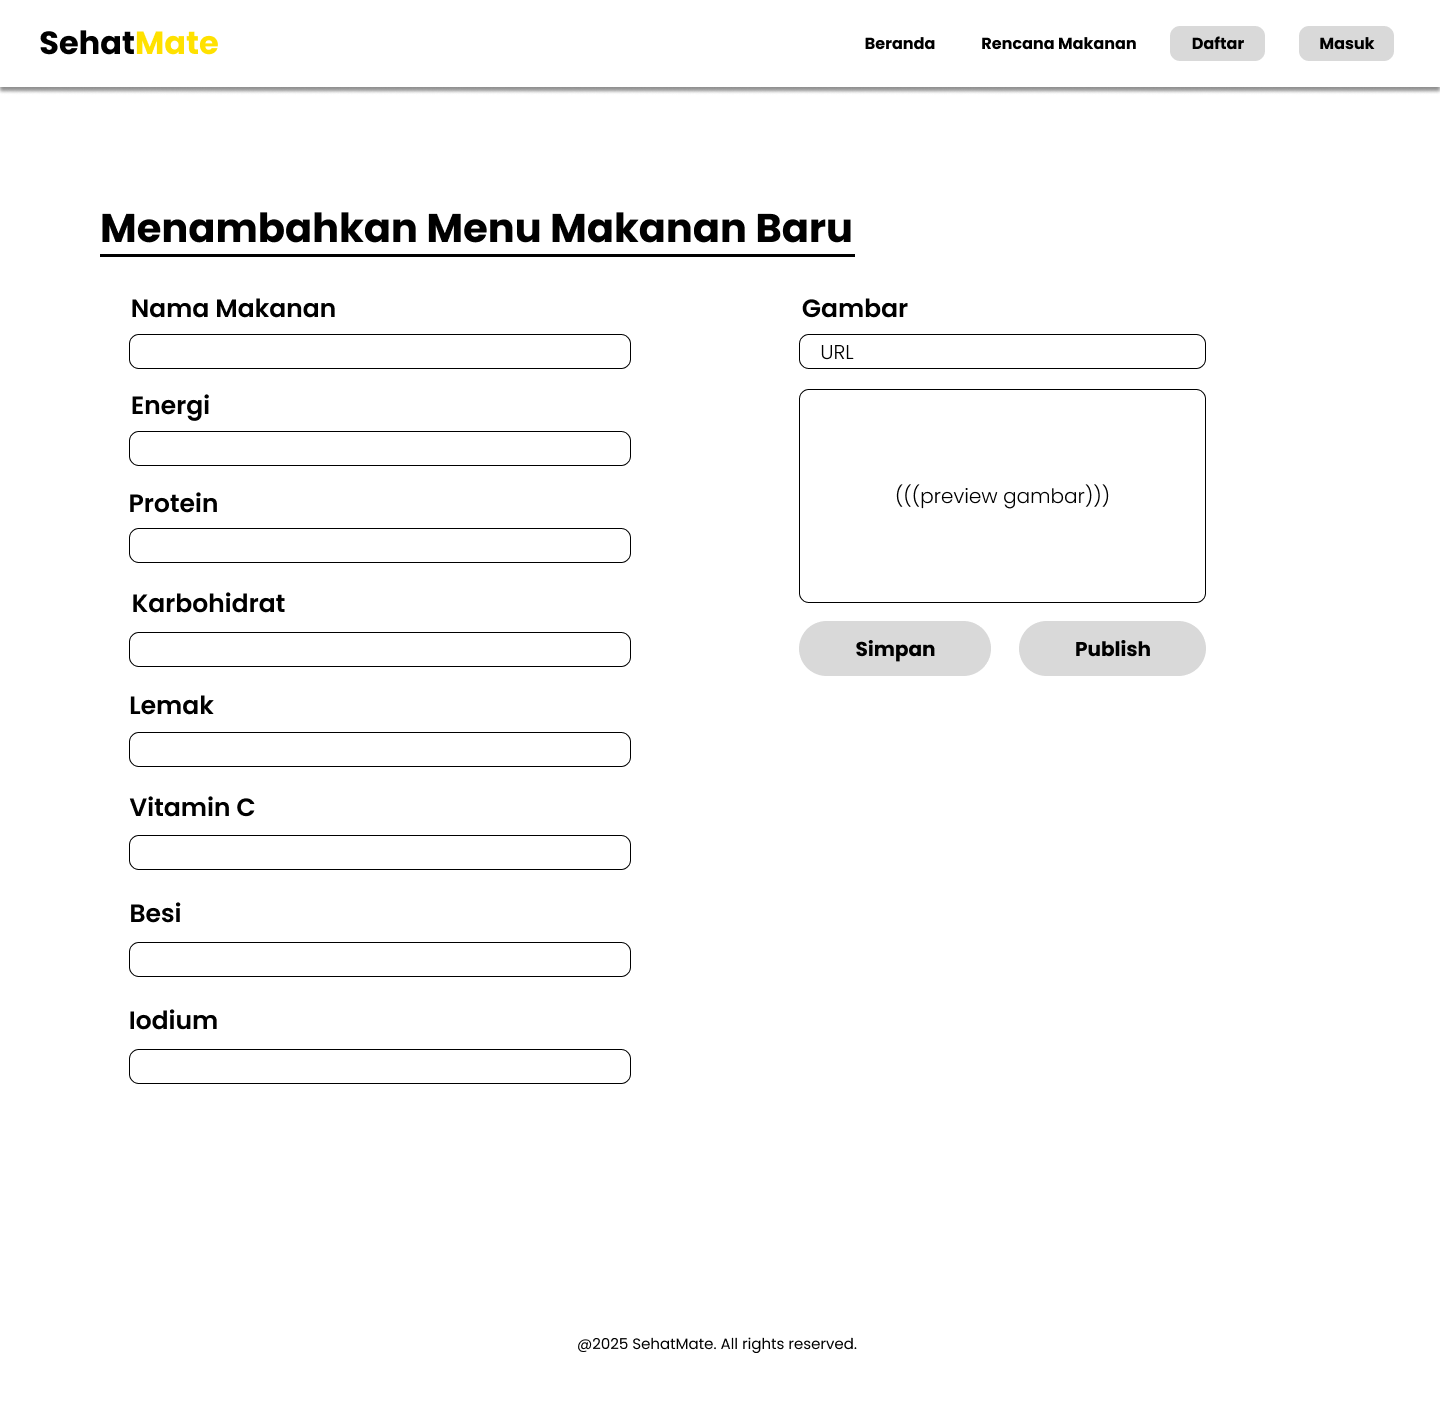 SehatMate
Beranda
Rencana Makanan
Daftar
Masuk
Menambahkan Menu Makanan Baru
Nama Makanan
Energi
Protein
Karbohidrat
Lemak
Vitamin C
Besi
Iodium
Gambar
URL
(((preview gambar)))
Simpan
Publish
@2025 SehatMate. All rights reserved.